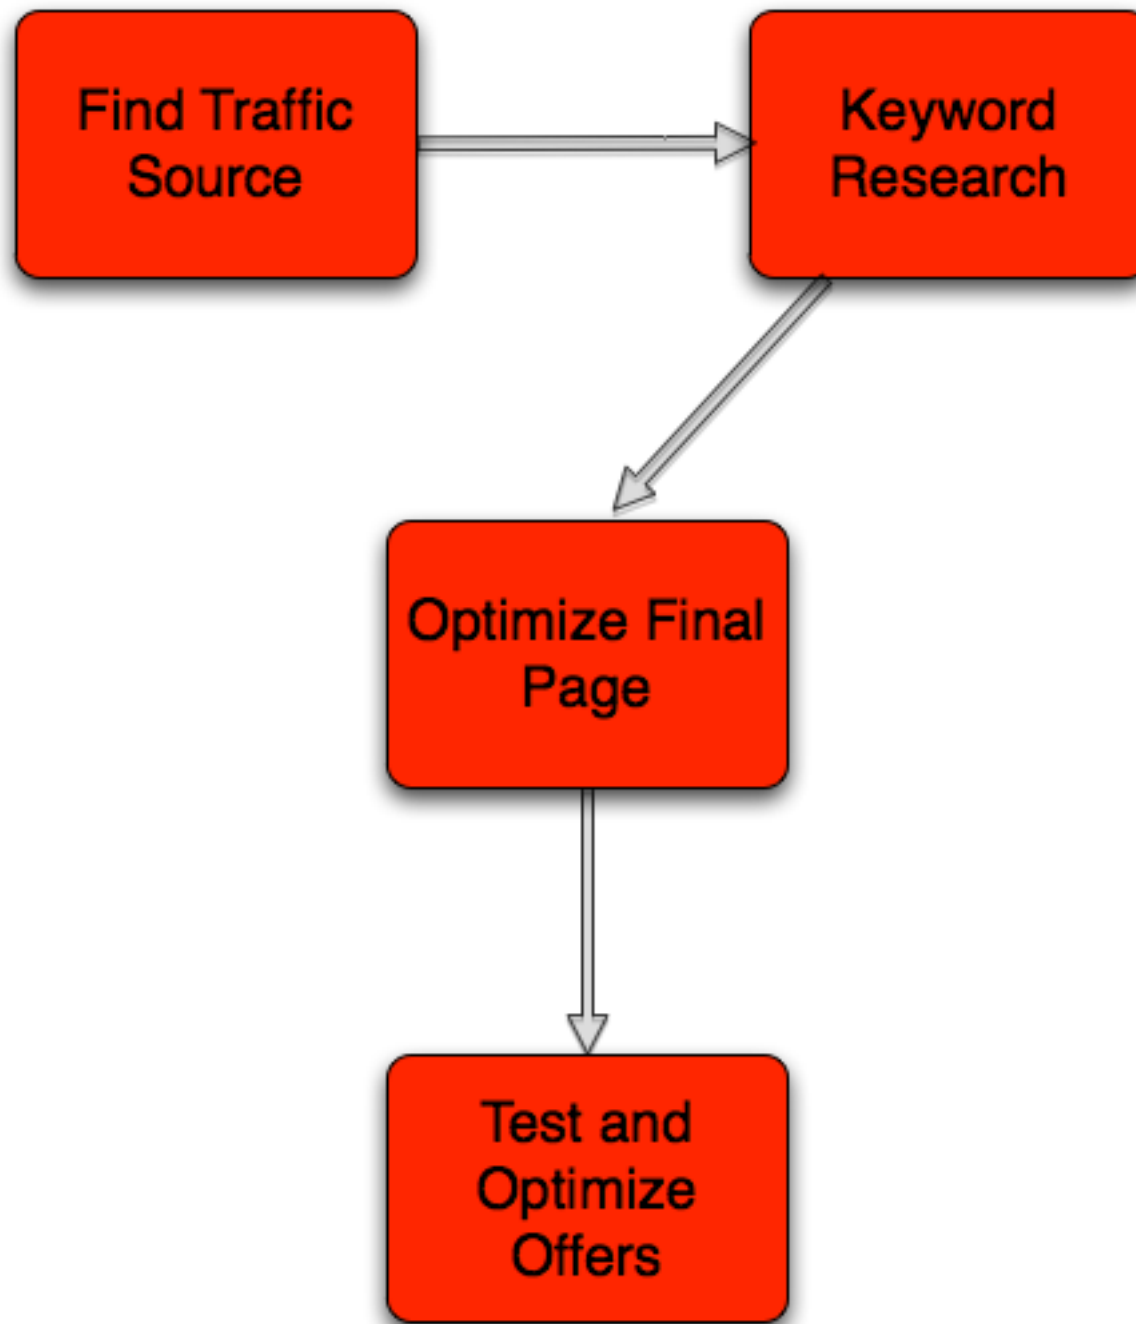 Find Traffic
Source
Keyword
Research
Optimize Final
Page
Test and
Optimize
Offers